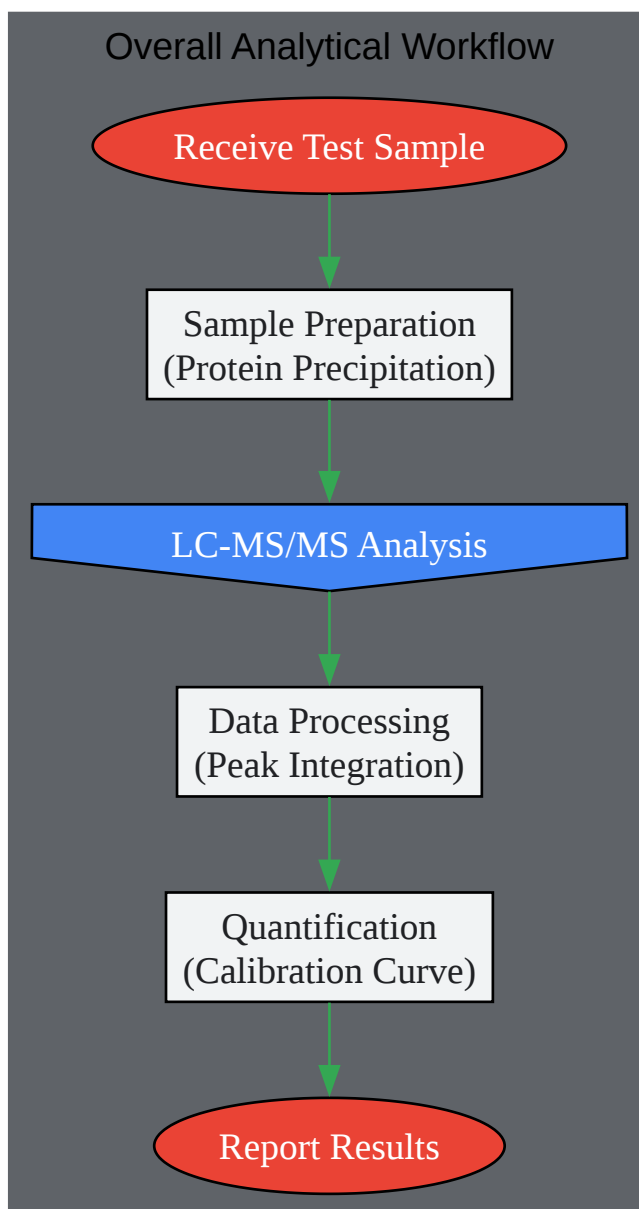 Overall Analytical Workflow
Receive Test Sample
Sample Preparation
(Protein Precipitation)
LC-MS/MS Analysis
Data Processing
(Peak Integration)
Quantification
(Calibration Curve)
Report Results